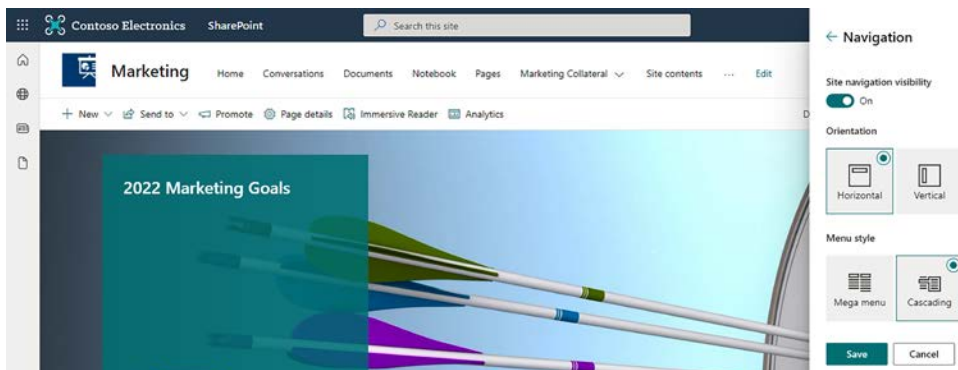 Contoso Electronics SharePoint Search this site
Navigation
Marketing Home Conversations Documents Notebook Pages Marketing Collateral Site contents ... Edit
Site navigation visibility
On
+ New Send to Promote Page details Immersive Reader Analytics D
Orientation
2022 Marketing Goals
Horizontal Vertical
Menu style
Mega menu Cascading
Save Cancel